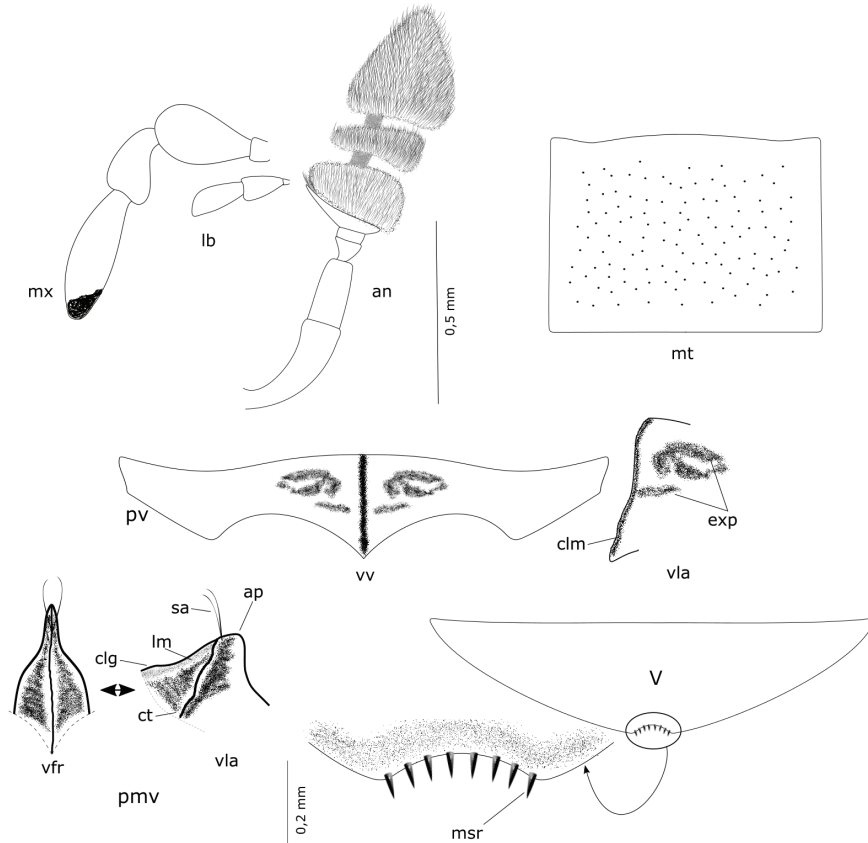 mx
lb
an
0,5 mm
mt
pv
vv
clm
exp
vla
sa
ap
lm
clg
ct
vfr
vla
pmv
0,2 mm
V
msr